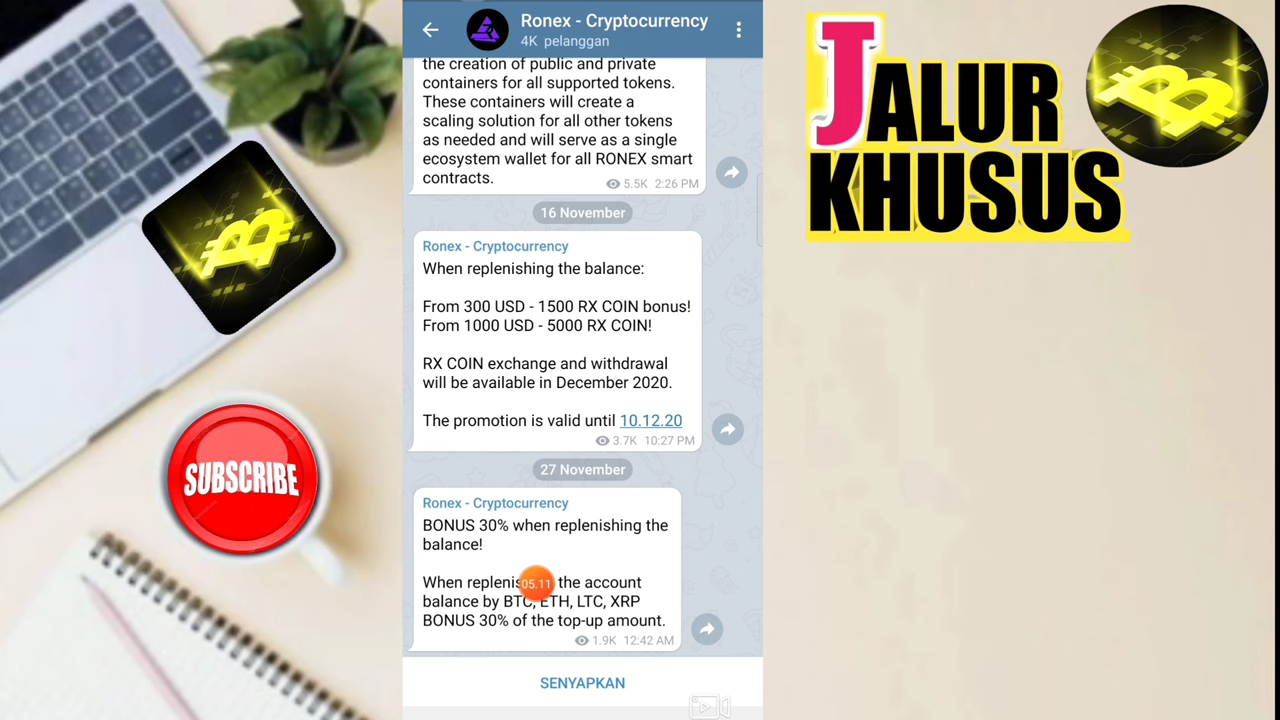 Ronex - Cryptocurrency
4K pelanggan
the creation of public and private
containers for all supported tokens.
These containers will create a
scaling solution for all other tokens
as needed and will serve as a single
ecosystem wallet for all RONEX smart
contracts.
5.5K 2:26 PM
16 November
Ronex - Cryptocurrency
When replenishing the balance:
From 300 USD - 1500 RX COIN bonus!
From 1000 USD - 5000 RX COIN!
RX COIN exchange and withdrawal
will be available in December 2020.
The promotion is valid until 10.12.20
3.7K 10:27 PM
27 November
Ronex - Cryptocurrency
BONUS 30% when replenishing the
balance!
When the account
05.11
balance by BTC, ETH, LTC, XRP
BONUS 30% of the top-up amount.
1.9K 12:42 AM
SENYAPKAN
JALUR
KHUSUS
SUBSCRIBE